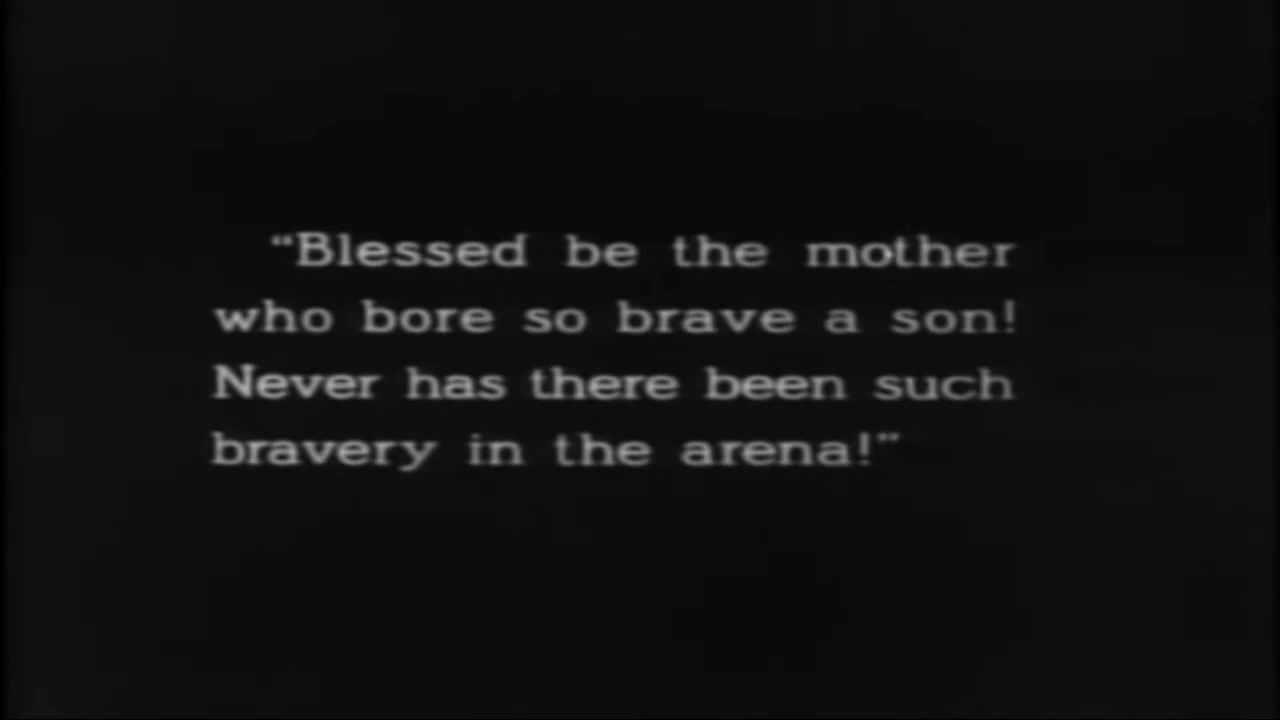 “Blessed be the mother
who bore so brave a son!
Never has there been such
bravery in the arena!”